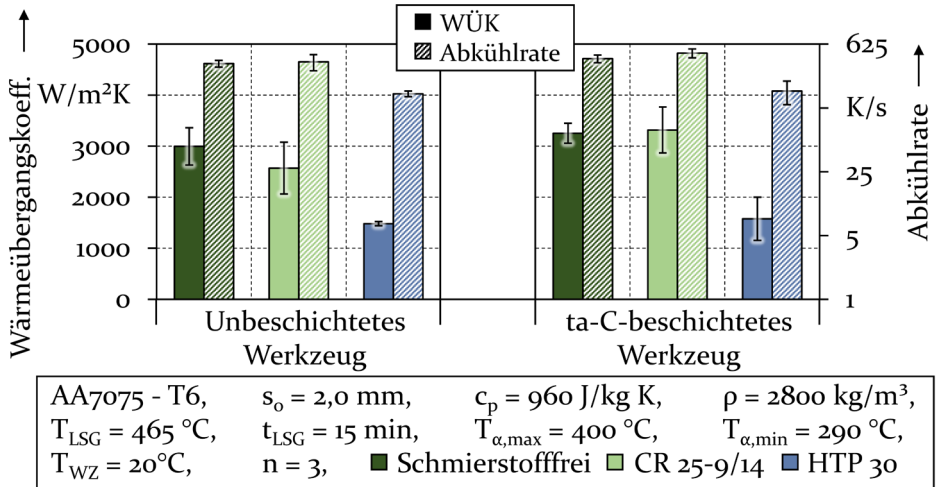 WÜK
Abkühlrate
Wärmeübergangskoeff.
5000
W/m²K
3000
2000
1000
0
625
K/s
25
5
1
Abkühlrate
Unbeschichtetes
Werkzeug
ta-C-beschichtetes
Werkzeug
AA7075 - T6, s₀ = 2,0 mm, cₚ = 960 J/kg K, ρ = 2800 kg/m³,
T_LSG = 465 °C, t_LSG = 15 min, T_α,max = 400 °C, T_α,min = 290 °C,
T_WZ = 20°C, n = 3, Schmierstofffrei CR 25-9/14 HTP 30